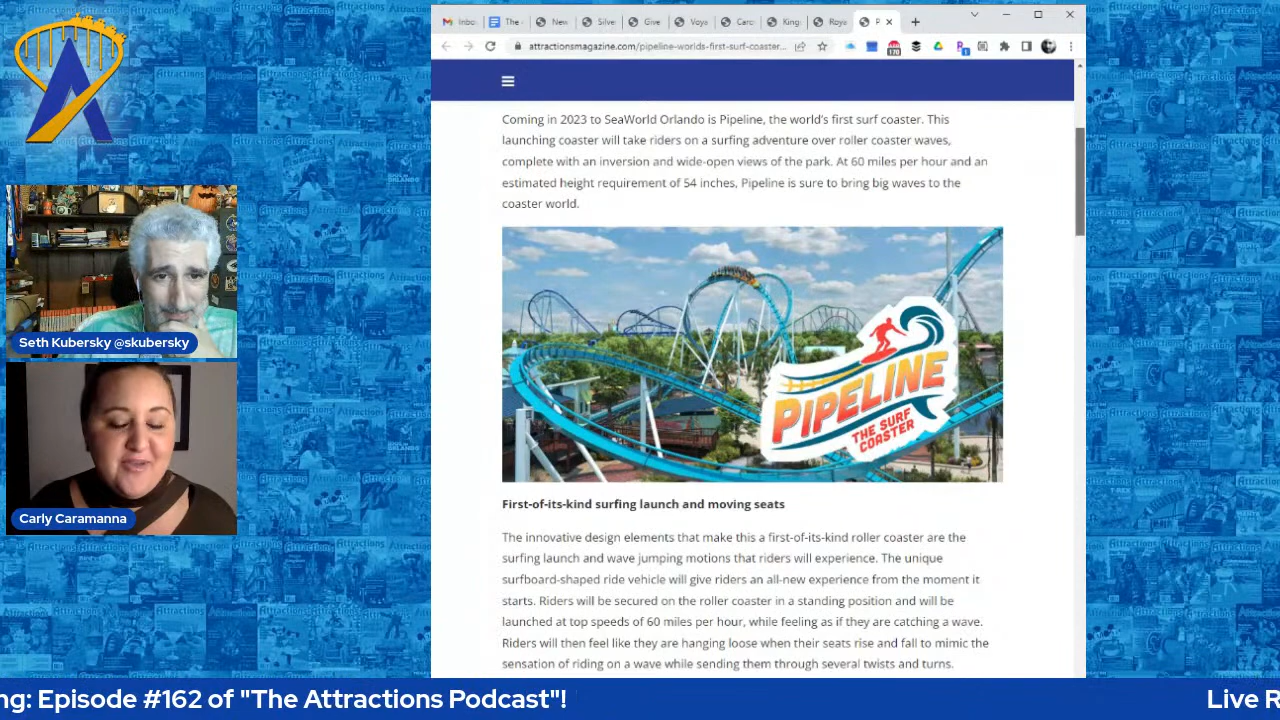 Inbo
The
New
Silve
Give
Voya
Carc
King
Roya
P
attractionsmagazine.com/pipeline-worlds-first-surf-coaster...
170
Coming in 2023 to SeaWorld Orlando is Pipeline, the world's first surf coaster. This
launching coaster will take riders on a surfing adventure over roller coaster waves,
complete with an inversion and wide-open views of the park. At 60 miles per hour and an
estimated height requirement of 54 inches, Pipeline is sure to bring big waves to the
coaster world.
PIPELINE
THE SURF
COASTER
First-of-its-kind surfing launch and moving seats
The innovative design elements that make this a first-of-its-kind roller coaster are the
surfing launch and wave jumping motions that riders will experience. The unique
surfboard-shaped ride vehicle will give riders an all-new experience from the moment it
starts. Riders will be secured on the roller coaster in a standing position and will be
launched at top speeds of 60 miles per hour, while feeling as if they are catching a wave.
Riders will then feel like they are hanging loose when their seats rise and fall to mimic the
sensation of riding on a wave while sending them through several twists and turns.
Seth Kubersky @skubersky
Carly Caramanna
ng: Episode #162 of "The Attractions Podcast"!
Live R